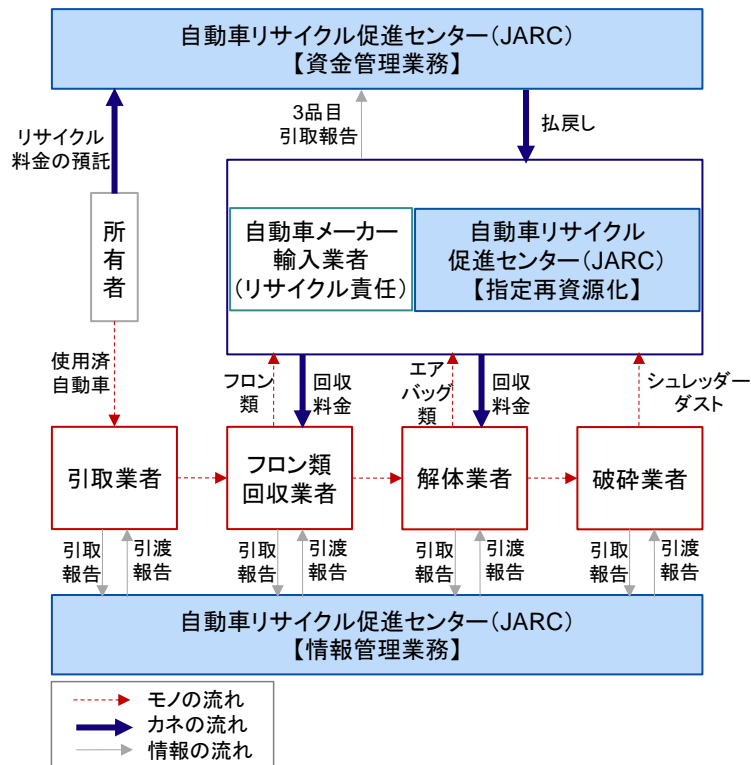 自動車リサイクル促進センター(JARC)
【資金管理業務】
リサイクル
料金の預託
3品目
引取報告
払戻し
所
有
者
自動車メーカー
輸入業者
(リサイクル責任)
自動車リサイクル
促進センター(JARC)
【指定再資源化】
使用済
自動車
フロン
類
回収
料金
エア
バッグ
類
回収
料金
シュレッダー
ダスト
引取業者
フロン類
回収業者
解体業者
破砕業者
引取
報告
引渡
報告
引取
報告
引渡
報告
引取
報告
引渡
報告
引取
報告
引渡
報告
自動車リサイクル促進センター(JARC)
【情報管理業務】
モノの流れ
カネの流れ
情報の流れ